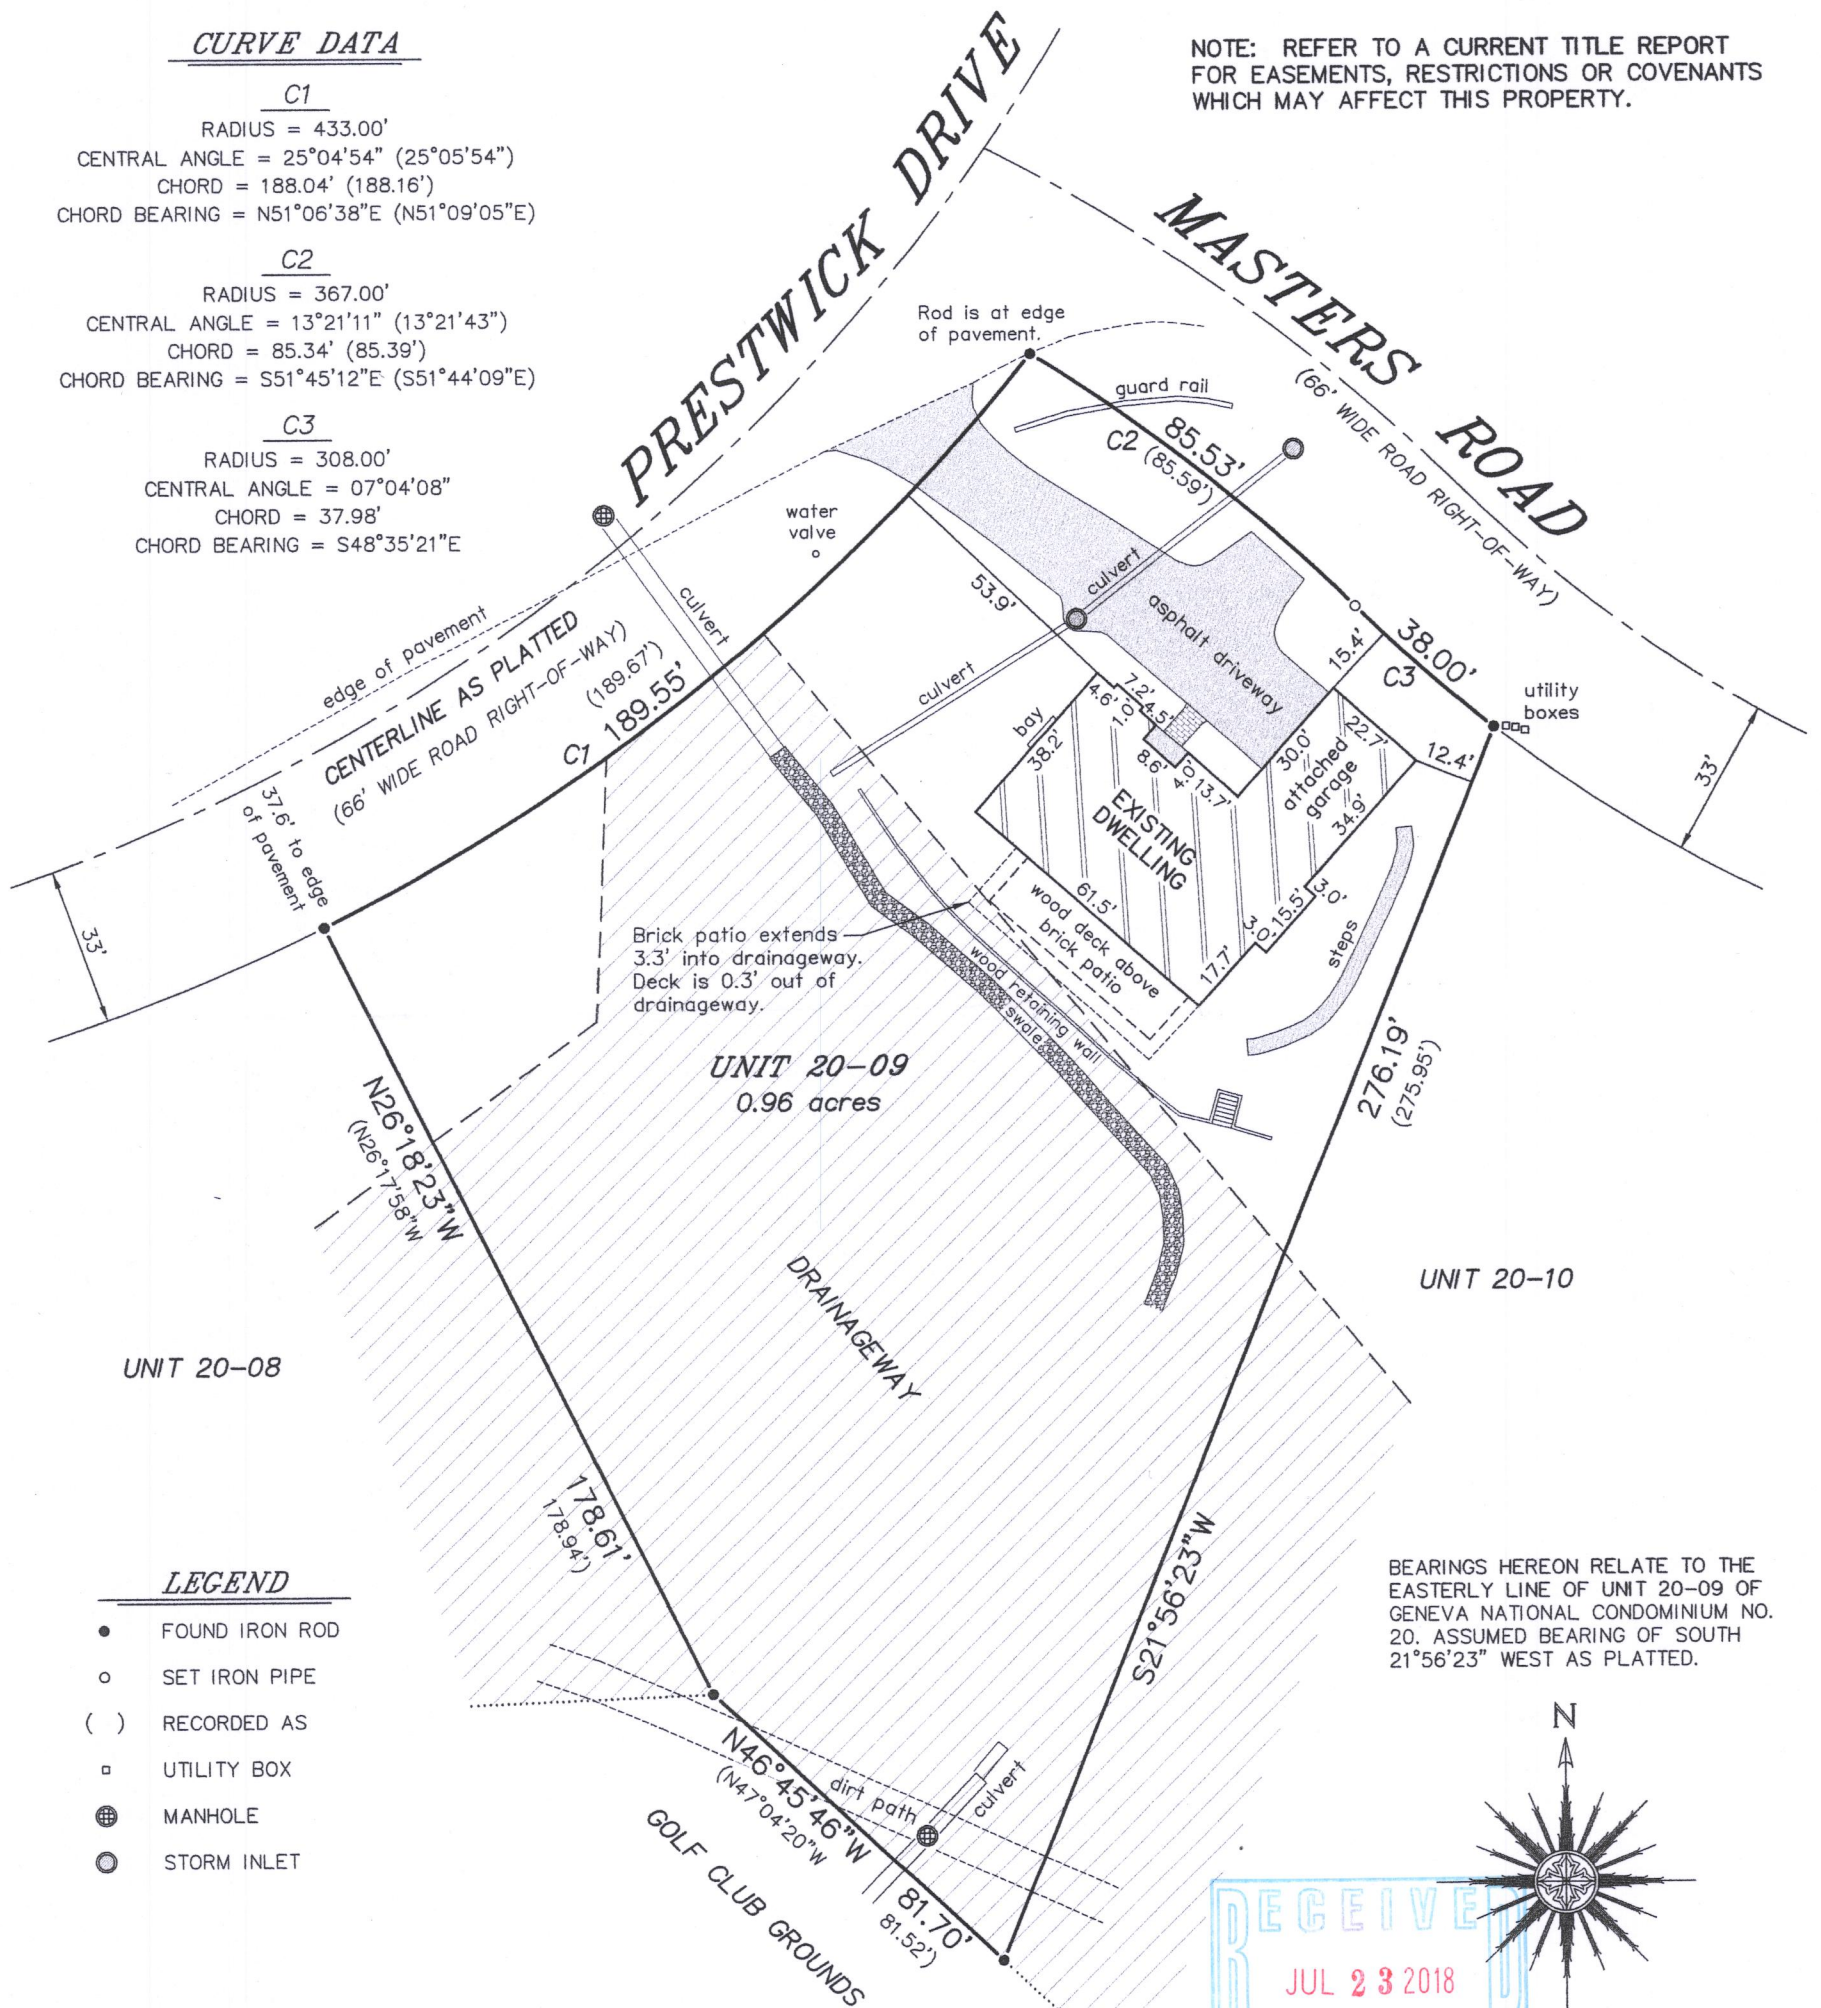 CURVE DATA
C1
RADIUS = 433.00'
CENTRAL ANGLE = 25°04'54" (25°05'54")
CHORD = 188.04' (188.16')
CHORD BEARING = N51°06'38"E (N51°09'05"E)
C2
RADIUS = 367.00'
CENTRAL ANGLE = 13°21'11" (13°21'43")
CHORD = 85.34' (85.39')
CHORD BEARING = S51°45'12"E (S51°44'09"E)
C3
RADIUS = 308.00'
CENTRAL ANGLE = 07°04'08"
CHORD = 37.98'
CHORD BEARING = S48°35'21"E
NOTE: REFER TO A CURRENT TITLE REPORT
FOR EASEMENTS, RESTRICTIONS OR COVENANTS
WHICH MAY AFFECT THIS PROPERTY.
PRESTWICK DRIVE
MASTERS ROAD
(66' WIDE ROAD RIGHT-OF-WAY)
Rod is at edge
of pavement.
guard rail
85.53'
C2 (85.59')
water
valve
culvert
culvert
culvert
53.9'
asphalt driveway
15.4'
38.00'
C3
utility
boxes
12.4'
33'
edge of pavement
CENTERLINE AS PLATTED
(66' WIDE ROAD RIGHT-OF-WAY)
(189.67')
C1 189.55'
37.6' to edge
of pavement
33'
bay
38.2'
4.6'
7.2'
1.0'
4.5'
8.6'
4.0'
13.7'
30.0'
22.7'
attached
garage
34.9'
EXISTING
DWELLING
61.5'
3.0'
15.5'
3.0'
17.7'
wood deck above
brick patio
steps
Brick patio extends
3.3' into drainageway.
Deck is 0.3' out of
drainageway.
wood retaining wall
swale
UNIT 20-09
0.96 acres
276.19'
(275.95')
N26°18'23"W
(N26°17'58"W
DRAINAGEWAY
UNIT 20-10
UNIT 20-08
178.61'
178.94')
S21°56'23"W
BEARINGS HEREON RELATE TO THE
EASTERLY LINE OF UNIT 20-09 OF
GENEVA NATIONAL CONDOMINIUM NO.
20. ASSUMED BEARING OF SOUTH
21°56'23" WEST AS PLATTED.
LEGEND
FOUND IRON ROD
SET IRON PIPE
( ) RECORDED AS
UTILITY BOX
MANHOLE
STORM INLET
N46°45'46"W
(N47°04'20"W
dirt path
culvert
81.70'
81.52')
GOLF CLUB GROUNDS
N
RECEIVED
JUL 23 2018